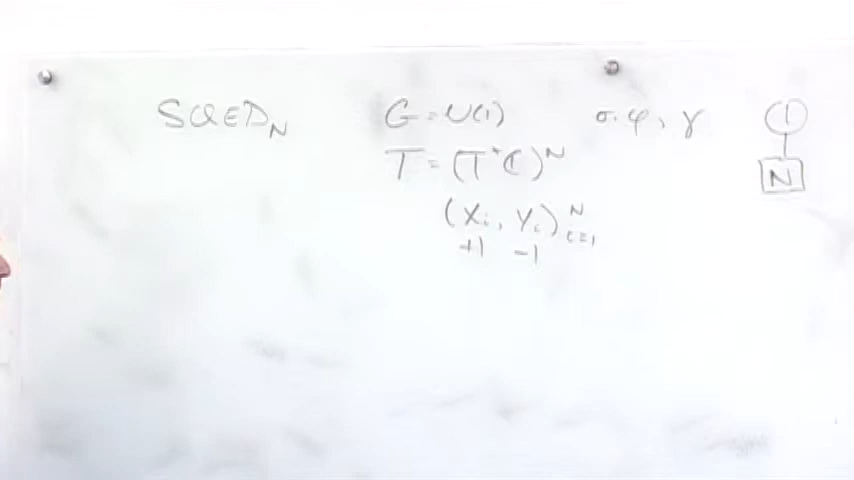 SQED_N G = U(1) σ, φ, γ 1
T = (T*ℂ)^N N
(X_i, Y_i)_{i=1}^N
+1 -1